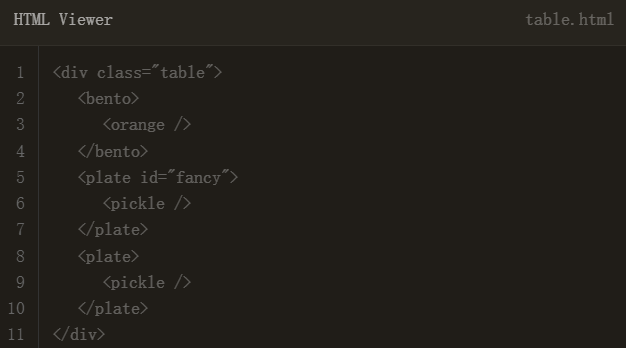 HTML Viewer table.html
1 <div class="table">
2 <bento>
3 <orange />
4 </bento>
5 <plate id="fancy">
6 <pickle />
7 </plate>
8 <plate>
9 <pickle />
10 </plate>
11 </div>